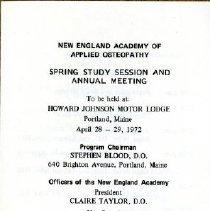 NEW ENGLAND ACADEMY OF
APPLIED OSTEOPATHY
SPRING STUDY SESSION AND
ANNUAL MEETING
To be held at:
HOWARD JOHNSON MOTOR LODGE
Portland, Maine
April 28 – 29, 1972
Program Chairman
STEPHEN BLOOD, D.O.
640 Brighton Avenue, Portland, Maine
Officers of the New England Academy
President
CLAIRE TAYLOR, D.O.